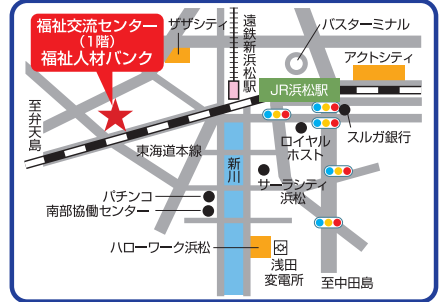 福祉交流センター
(1階)
福祉人材バンク
ザザシティ
遠鉄新浜松駅
バスターミナル
アクトシティ
JR浜松駅
至弁天島
スルガ銀行
ロイヤル
ホスト
東海道本線
新川
サーラシティ
浜松
パチンコ
南部協働センター
ハローワーク浜松
浅田
変電所
至中田島